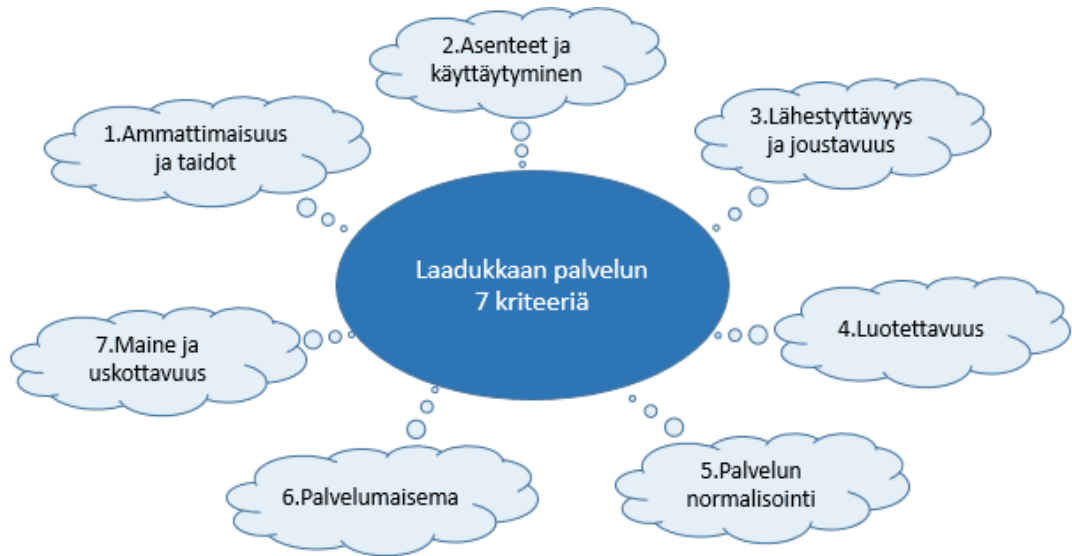 2.Asenteet ja
käyttäytyminen
1.Ammattimaisuus
ja taidot
3.Lähestyttävyys
ja joustavuus
Laadukkaan palvelun
7 kriteeriä
7.Maine ja
uskottavuus
4.Luotettavuus
6.Palvelumaisema
5.Palvelun
normalisointi